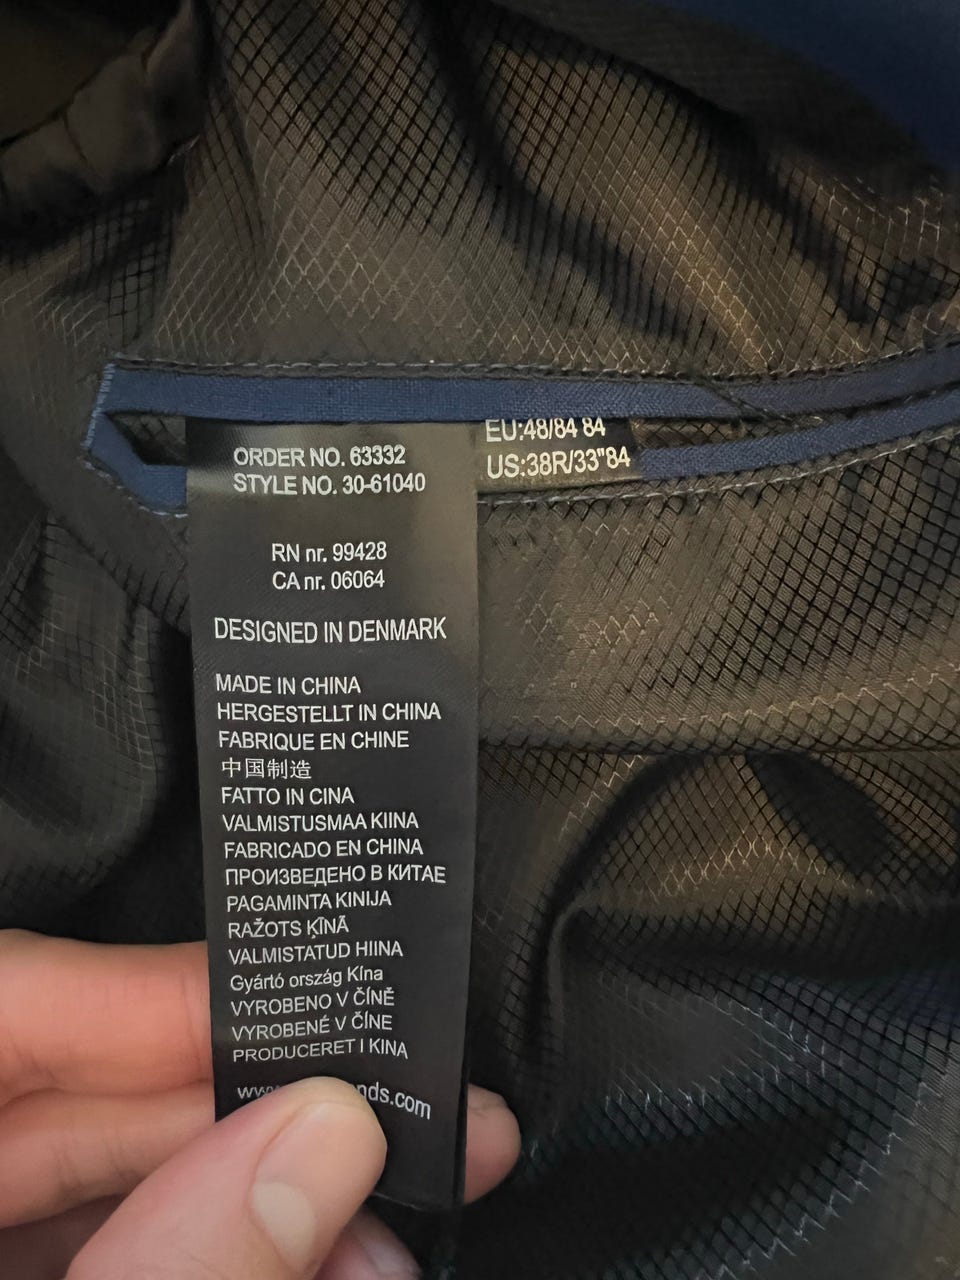 ORDER NO. 63332
STYLE NO. 30-61040
EU:48/84 84
US:38R/33"84
RN nr. 99428
CA nr. 06064
DESIGNED IN DENMARK
MADE IN CHINA
HERGESTELLT IN CHINA
FABRIQUE EN CHINE
中国制造
FATTO IN CINA
VALMISTUSMAA KIINA
FABRICADO EN CHINA
ПРОИЗВЕДЕНО В КИТАЕ
PAGAMINTA KINIJA
RAŽOTS ĶĪNĀ
VALMISTATUD HIINA
Gyártó ország Kína
VYROBENO V ČÍNĚ
VYROBENÉ V ČÍNE
PRODUCERET I KINA